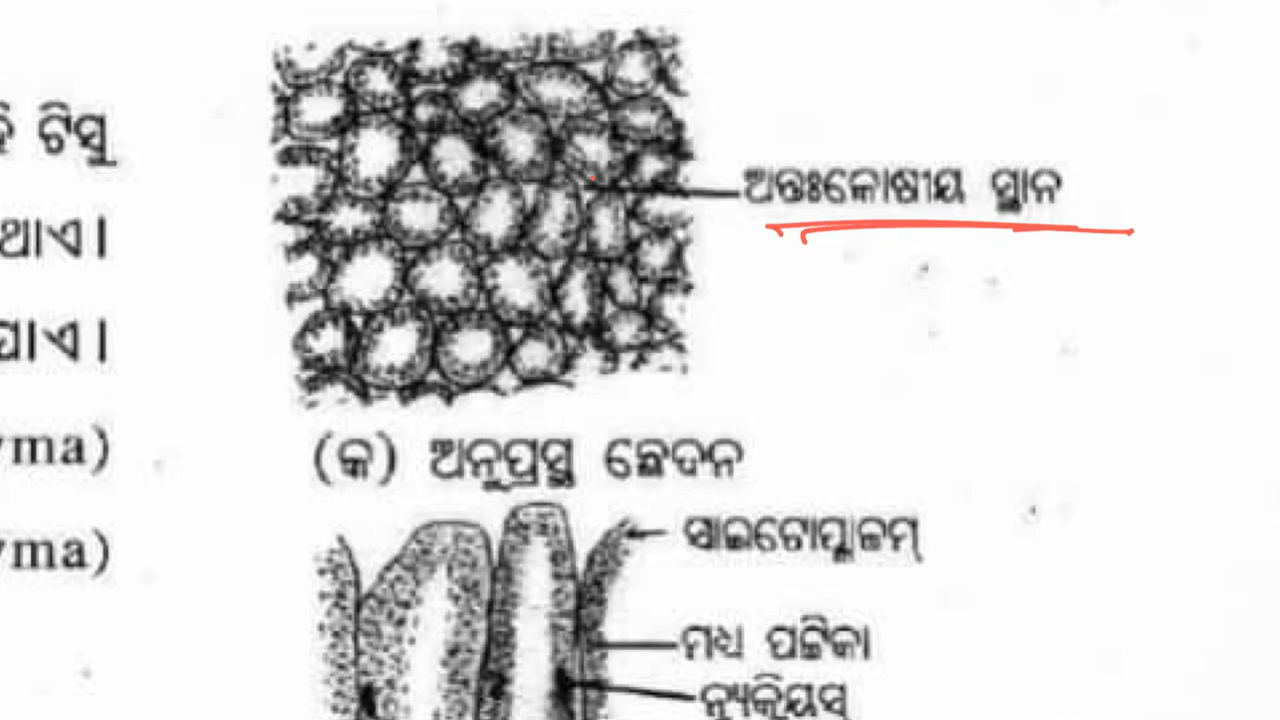 ଟିସୁ
ଥାଏ।
ପାଏ।
ଅନ୍ତଃକୋଷୀୟ ସ୍ଥାନ
yma)
(କ) ଅନୁପ୍ରସ୍ଥ ଛେଦନ
yma)
ସାଇଟୋପ୍ଲାଜମ୍
ମଧ୍ୟ ପଟ୍ଟିକା
ନ୍ୟୁକ୍ଲିୟସ୍